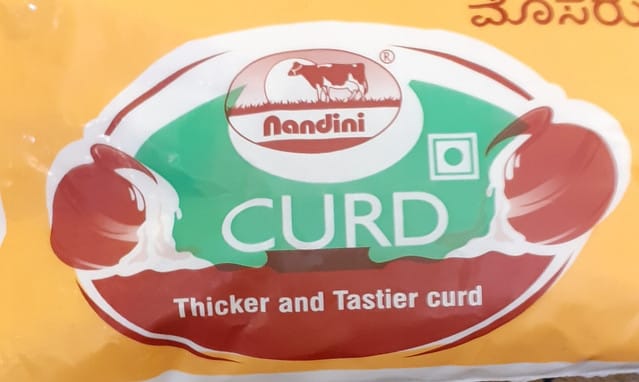 ಮೊಸರು
®
Nandini
CURD
Thicker and Tastier curd